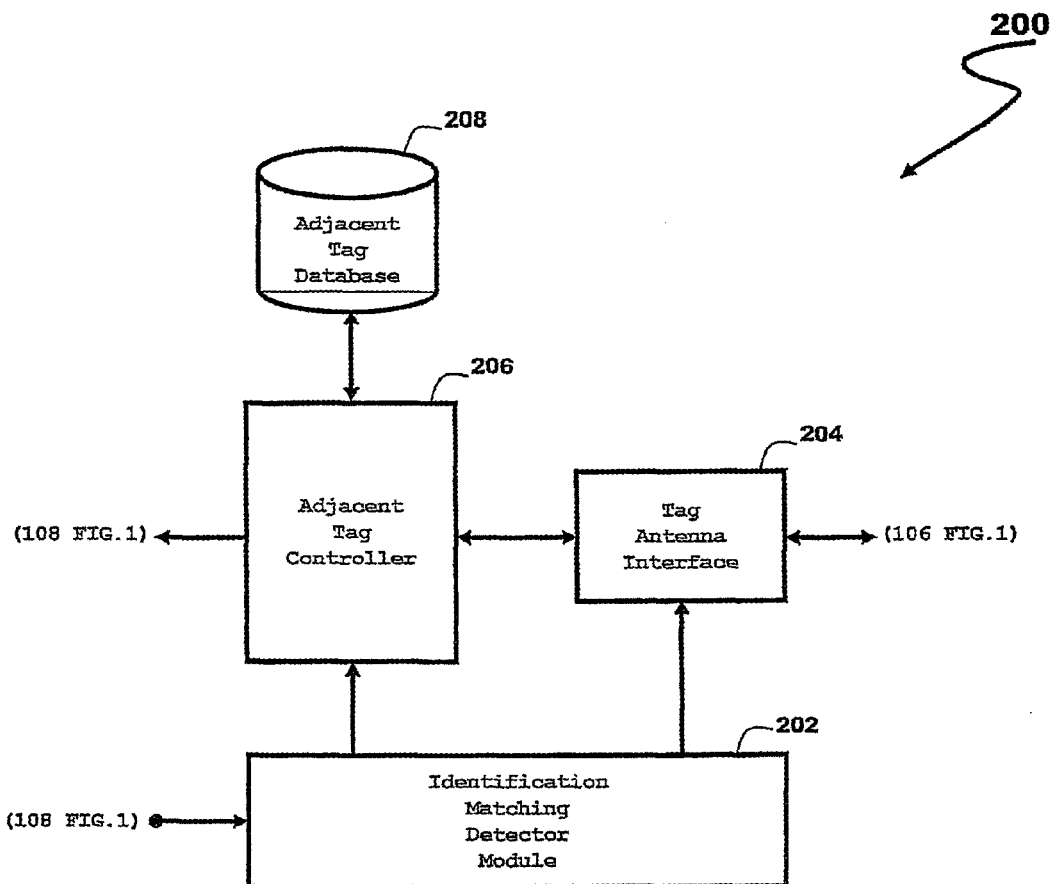 200
208
Adjacent
Tag
Database
206
204
Adjacent
Tag
Controller
Tag
Antenna
Interface
(108 FIG.1)
(106 FIG.1)
202
Identification
Matching
Detector
Module
(108 FIG.1)